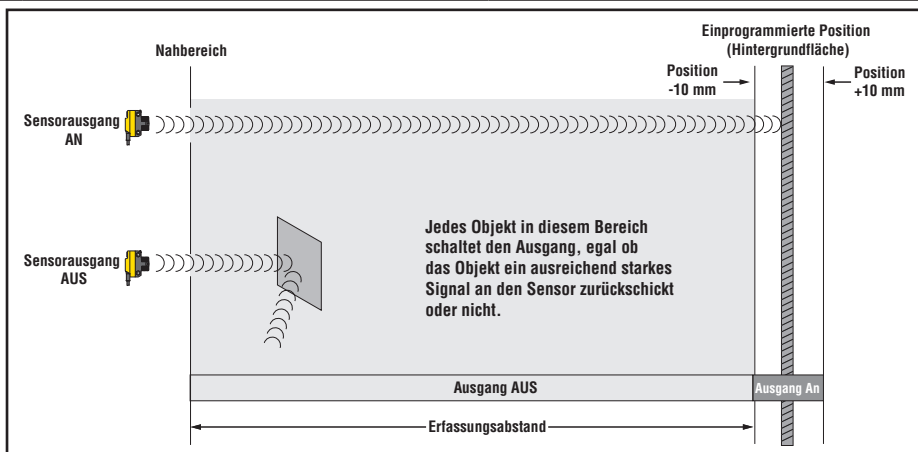 Einprogrammierte Position
(Hintergrundfläche)
Nahbereich
Position
-10 mm
Position
+10 mm
Sensorausgang
AN
Jedes Objekt in diesem Bereich
schaltet den Ausgang, egal ob
das Objekt ein ausreichend starkes
Signal an den Sensor zurückschickt
oder nicht.
Sensorausgang
AUS
Ausgang AUS
Ausgang An
Erfassungsabstand